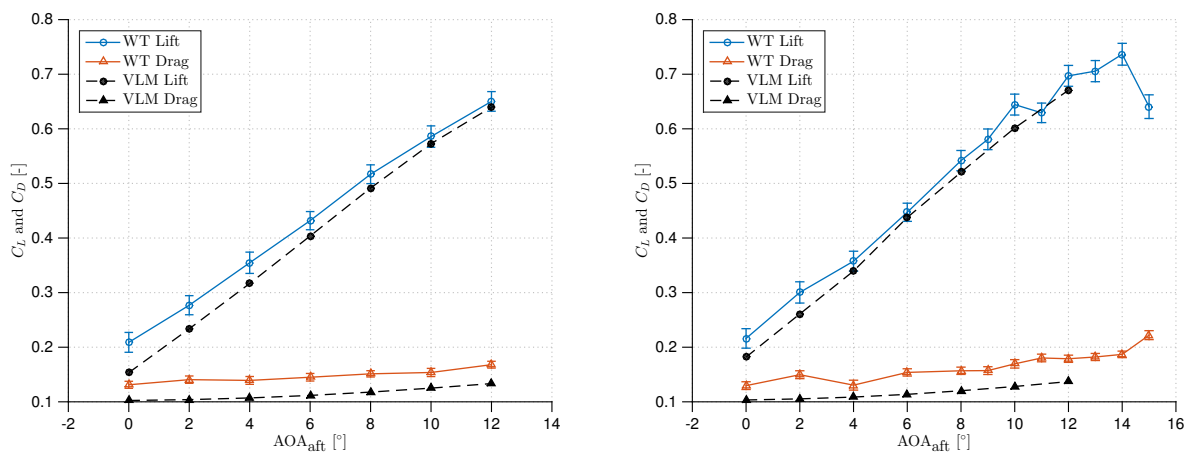 0.8
0.7
0.6
0.5
0.4
0.3
0.2
0.1
C_L and C_D [-]
WT Lift
WT Drag
VLM Lift
VLM Drag
-2 0 2 4 6 8 10 12 14
AOA_aft [°]
0.8
0.7
0.6
0.5
0.4
0.3
0.2
0.1
C_L and C_D [-]
WT Lift
WT Drag
VLM Lift
VLM Drag
-2 0 2 4 6 8 10 12 14 16
AOA_aft [°]